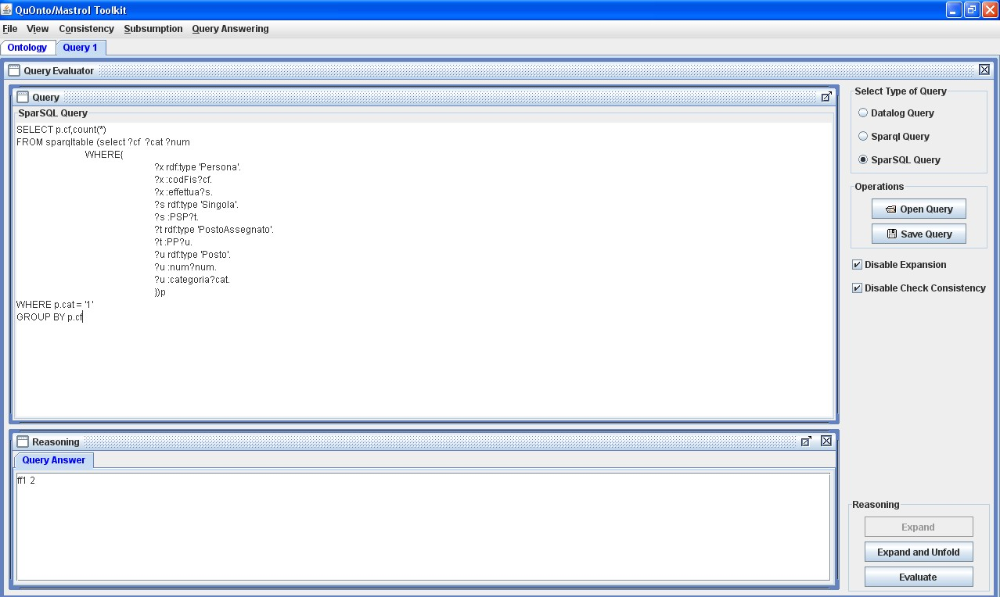 QuOnto/MastroI Toolkit
File View Consistency Subsumption Query Answering
Ontology Query 1
Query Evaluator
Query
SparSQL Query
SELECT p.cf,count(*)
FROM sparqltable (select ?cf ?cat ?num
WHERE{
?x rdf:type 'Persona'.
?x :codFis?cf.
?x :effettua?s.
?s rdf:type 'Singola'.
?s :PSP?t.
?t rdf:type 'PostoAssegnato'.
?t :PP?u.
?u rdf:type 'Posto'.
?u :num?num.
?u :categoria?cat.
})p
WHERE p.cat = '1'
GROUP BY p.cf
Select Type of Query
Datalog Query
Sparql Query
SparSQL Query
Operations
Open Query
Save Query
Disable Expansion
Disable Check Consistency
Reasoning
Query Answer
ff1 2
Reasoning
Expand
Expand and Unfold
Evaluate